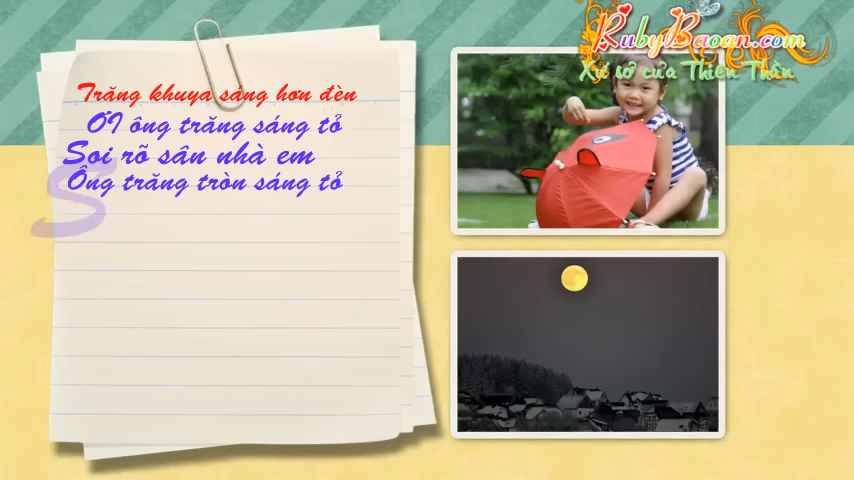 RubyBaoan.com
Xứ sở của Thiên Thần
Trăng khuya sáng hơn đèn
ƠI ông trăng sáng tỏ
Soi rõ sân nhà em
Ông trăng tròn sáng tỏ
S